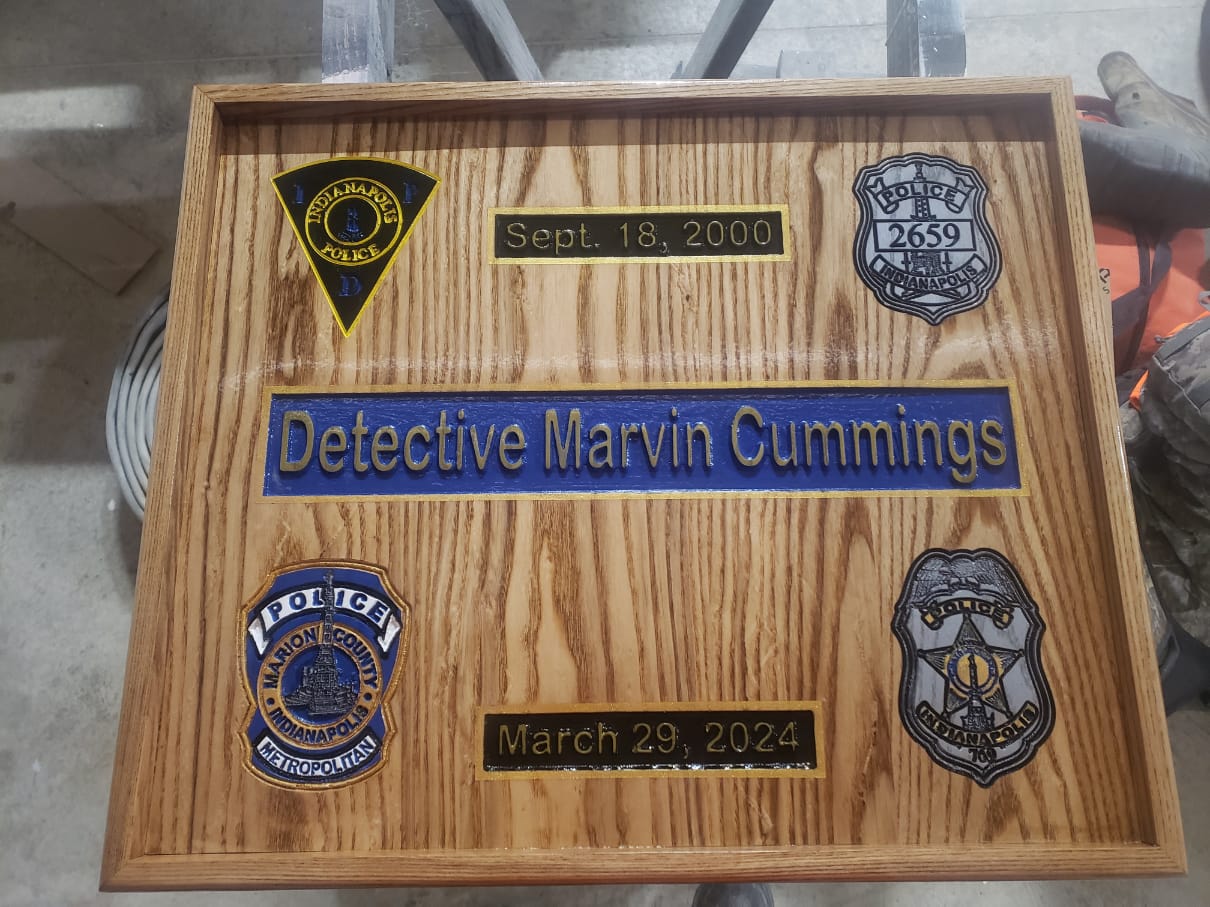 I P
INDIANAPOLIS
POLICE
D
Sept. 18, 2000
POLICE
2659
INDIANAPOLIS
Detective Marvin Cummings
POLICE
MARION COUNTY
INDIANAPOLIS
METROPOLITAN
March 29, 2024
POLICE
INDIANAPOLIS